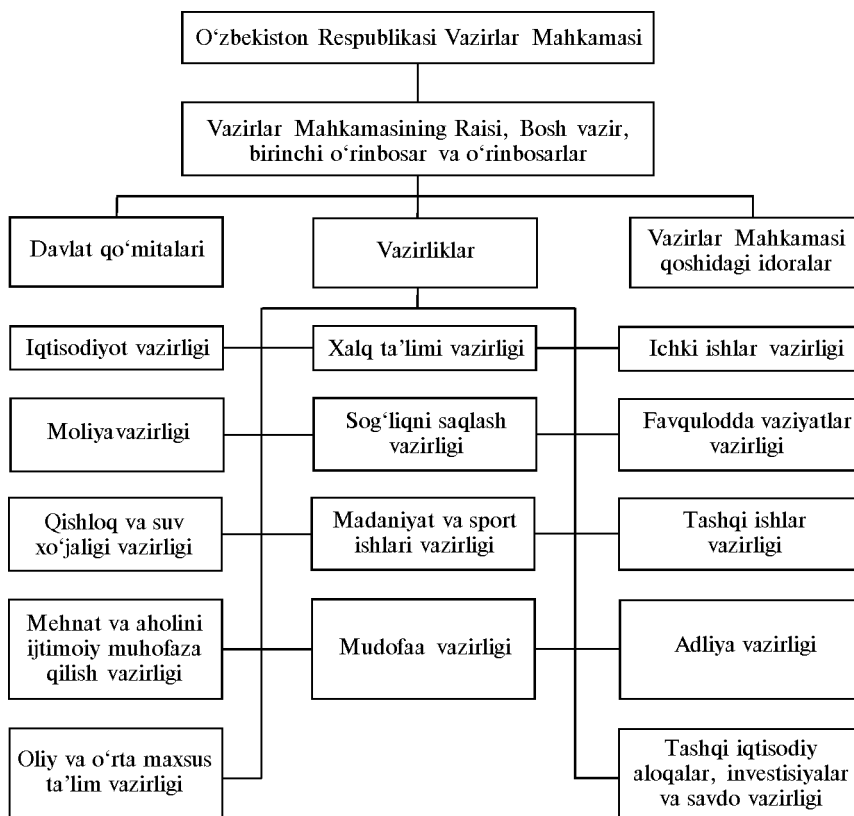 O‘zbekiston Respublikasi Vazirlar Mahkamasi
Vazirlar Mahkamasining Raisi, Bosh vazir,
birinchi o‘rinbosar va o‘rinbosarlar
Davlat qo‘mitalari
Vazirliklar
Vazirlar Mahkamasi
qoshidagi idoralar
Iqtisodiyot vazirligi
Xalq ta’limi vazirligi
Ichki ishlar vazirligi
Moliya vazirligi
Sog‘liqni saqlash
vazirligi
Favqulodda vaziyatlar
vazirligi
Qishloq va suv
xo‘jaligi vazirligi
Madaniyat va sport
ishlari vazirligi
Tashqi ishlar
vazirligi
Mehnat va aholini
ijtimoiy muhofaza
qilish vazirligi
Mudofaa vazirligi
Adliya vazirligi
Oliy va o‘rta maxsus
ta’lim vazirligi
Tashqi iqtisodiy
aloqalar, investisiyalar
va savdo vazirligi